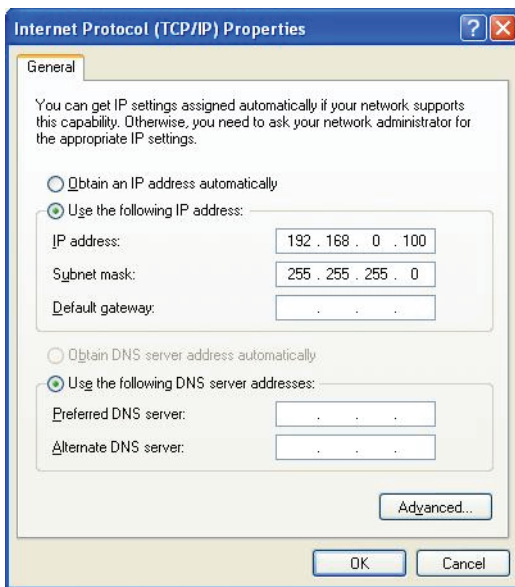 Internet Protocol (TCP/IP) Properties
General
You can get IP settings assigned automatically if your network supports
this capability. Otherwise, you need to ask your network administrator for
the appropriate IP settings.
Obtain an IP address automatically
Use the following IP address:
IP address: 192 . 168 . 0 . 100
Subnet mask: 255 . 255 . 255 . 0
Default gateway: . . .
Obtain DNS server address automatically
Use the following DNS server addresses:
Preferred DNS server: . . .
Alternate DNS server: . . .
Advanced...
OK Cancel